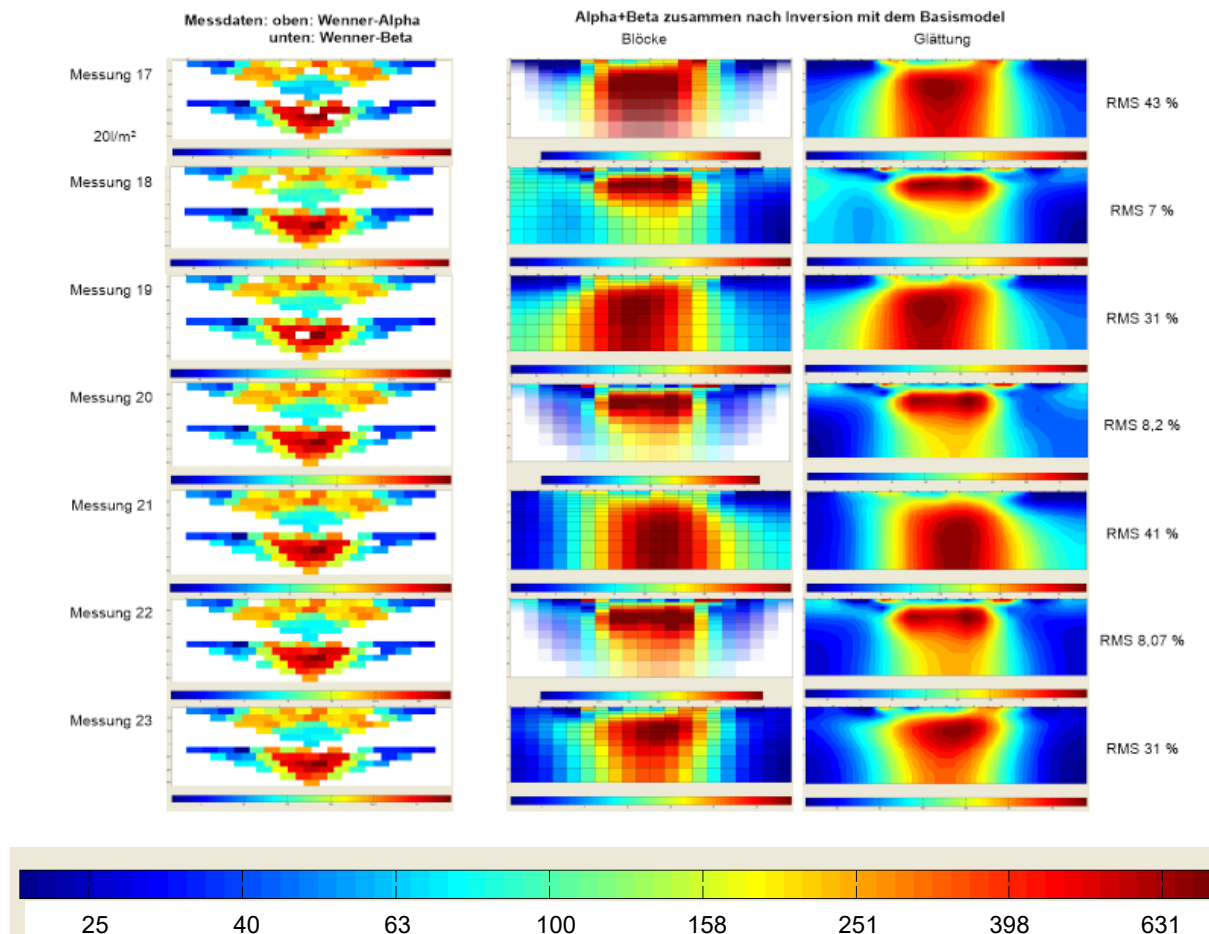 Messdaten: oben: Wenner-Alpha
unten: Wenner-Beta
Alpha+Beta zusammen nach Inversion mit dem Basismodel
Blöcke
Glättung
Messung 17
RMS 43 %
20l/m²
Messung 18
RMS 7 %
Messung 19
RMS 31 %
Messung 20
RMS 8,2 %
Messung 21
RMS 41 %
Messung 22
RMS 8,07 %
Messung 23
RMS 31 %
25 40 63 100 158 251 398 631